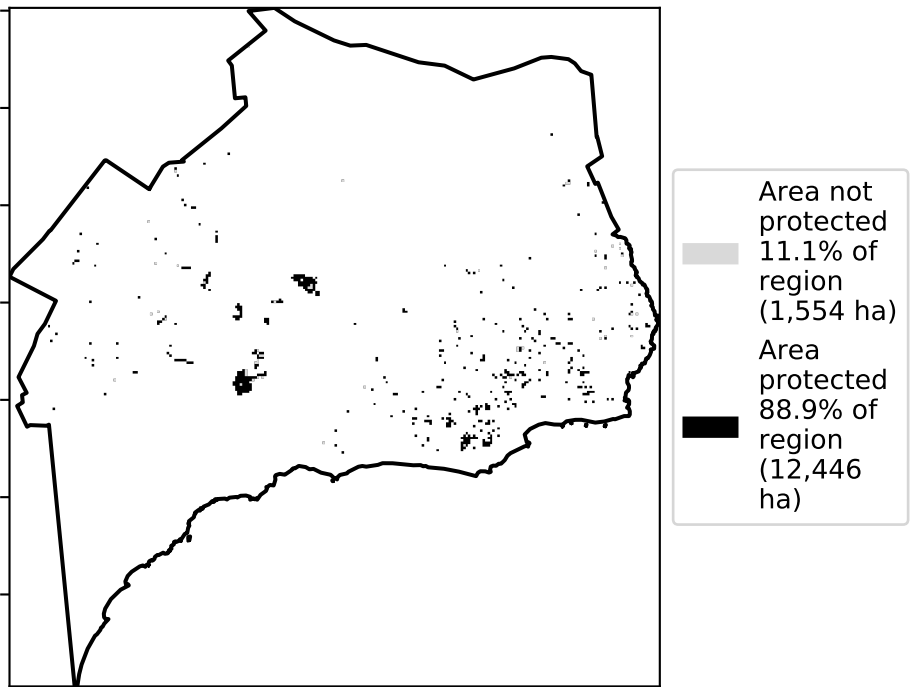 Area not
protected
11.1% of
region
(1,554 ha)
Area
protected
88.9% of
region
(12,446
ha)